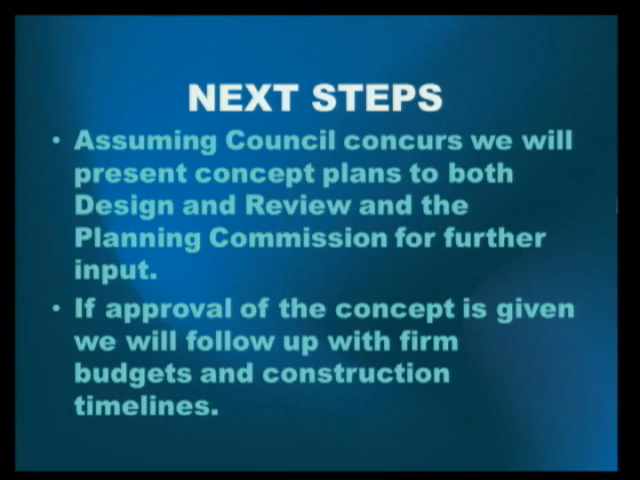 NEXT STEPS
• Assuming Council concurs we will
present concept plans to both
Design and Review and the
Planning Commission for further
input.
• If approval of the concept is given
we will follow up with firm
budgets and construction
timelines.